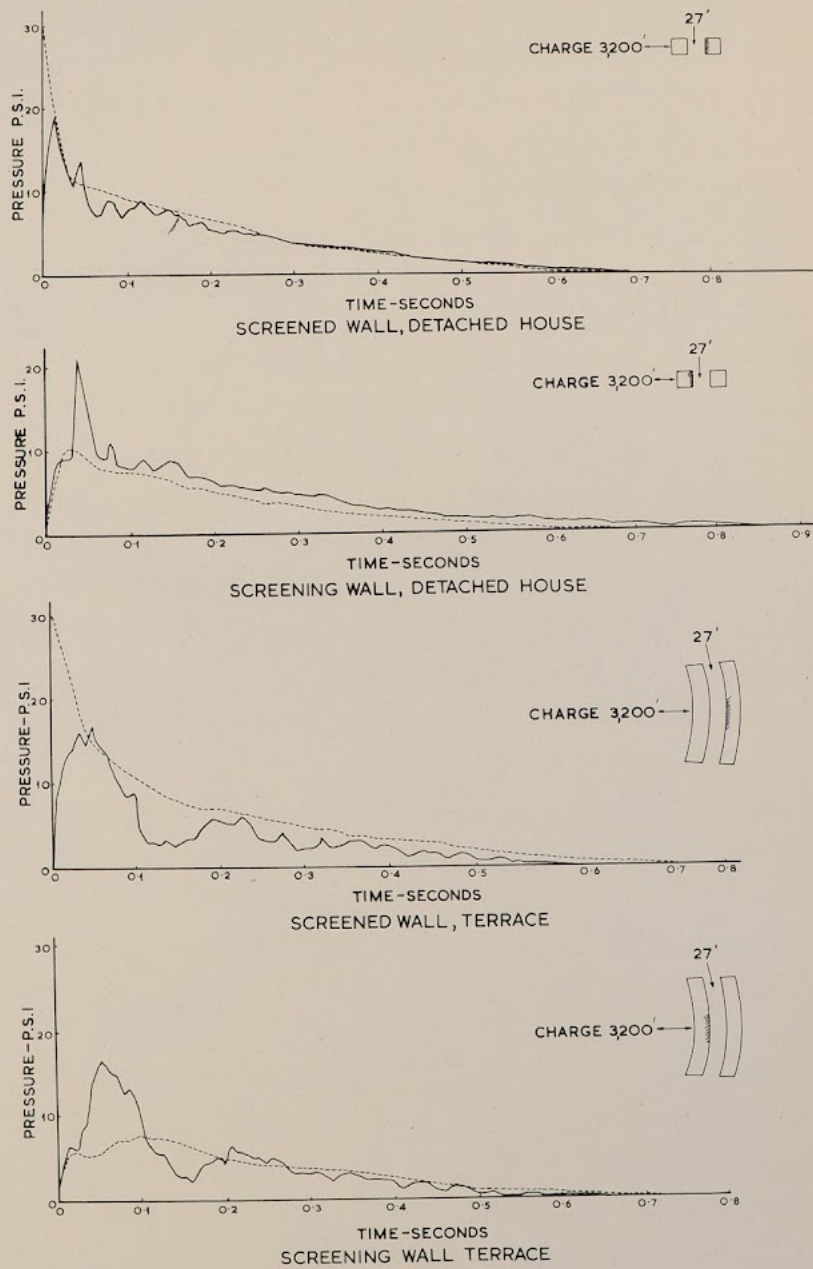 30
20
10
0
PRESSURE P.S.I.
27'
CHARGE 3,200'
0 0·1 0·2 0·3 0·4 0·5 0·6 0·7 0·8
TIME-SECONDS
SCREENED WALL, DETACHED HOUSE
20
10
0
PRESSURE P.S.I.
27'
CHARGE 3,200'
0 0·1 0·2 0·3 0·4 0·5 0·6 0·7 0·8 0·9
TIME-SECONDS
SCREENING WALL, DETACHED HOUSE
30
20
10
0
PRESSURE-P.S.I
27'
CHARGE 3,200'
0 0·1 0·2 0·3 0·4 0·5 0·6 0·7 0·8
TIME-SECONDS
SCREENED WALL, TERRACE
30
20
10
0
PRESSURE-P.S.I
27'
CHARGE 3,200'
0 0·1 0·2 0·3 0·4 0·5 0·6 0·7 0·8
TIME-SECONDS
SCREENING WALL TERRACE